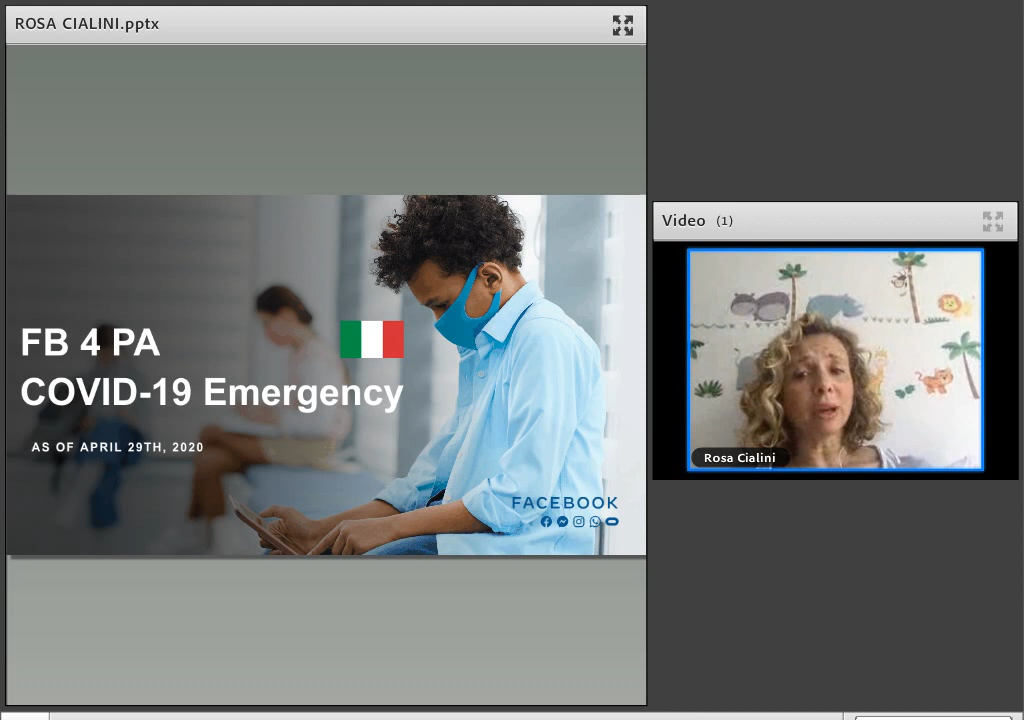 ROSA CIALINI.pptx
FB 4 PA
COVID-19 Emergency
AS OF APRIL 29TH, 2020
FACEBOOK
Video (1)
Rosa Cialini